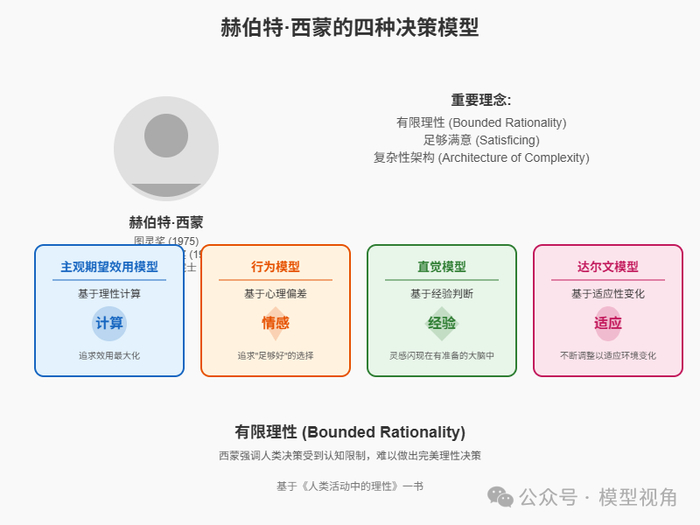 赫伯特·西蒙的四种决策模型
重要理念:
有限理性 (Bounded Rationality)
足够满意 (Satisficing)
复杂性架构 (Architecture of Complexity)
赫伯特·西蒙
图灵奖 (1975)
主观期望效用模型
基于理性计算
计算
追求效用最大化
行为模型
基于心理偏差
情感
追求"足够好"的选择
直觉模型
基于经验判断
经验
灵感闪现在有准备的大脑中
达尔文模型
基于适应性变化
适应
不断调整以适应环境变化
有限理性 (Bounded Rationality)
西蒙强调人类决策受到认知限制，难以做出完美理性决策
基于《人类活动中的理性》一书
公众号 · 模型视角